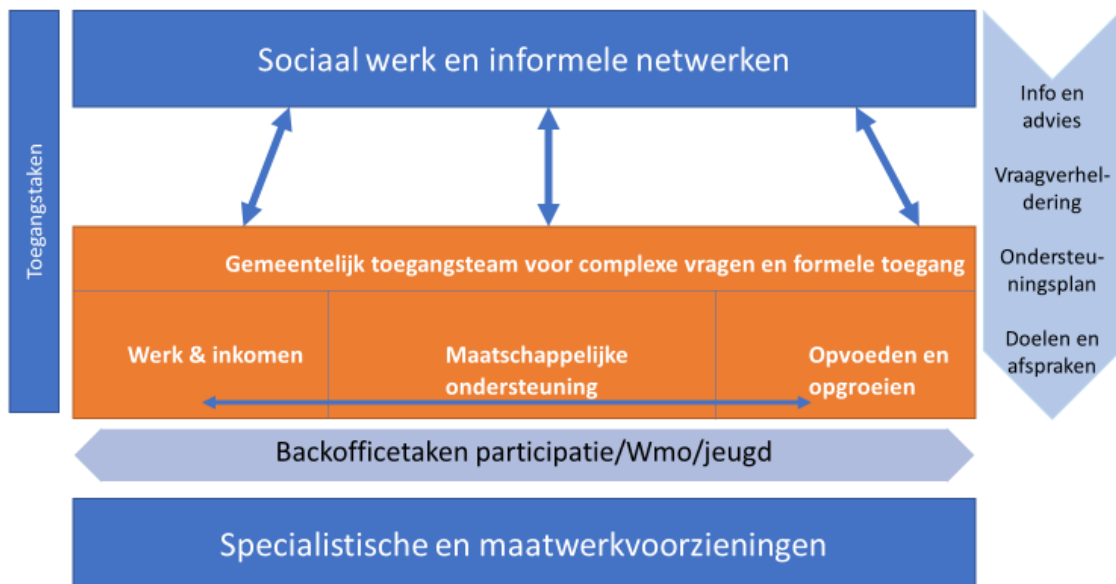 Toegangstaken
Sociaal werk en informele netwerken
Info en
advies
Vraagverhel-
dering
Ondersteu-
ningsplan
Doelen en
afspraken
Gemeentelijk toegangsteam voor complexe vragen en formele toegang
Werk & inkomen
Maatschappelijke
ondersteuning
Opvoeden en
opgroeien
Backofficetaken participatie/Wmo/jeugd
Specialistische en maatwerkvoorzieningen